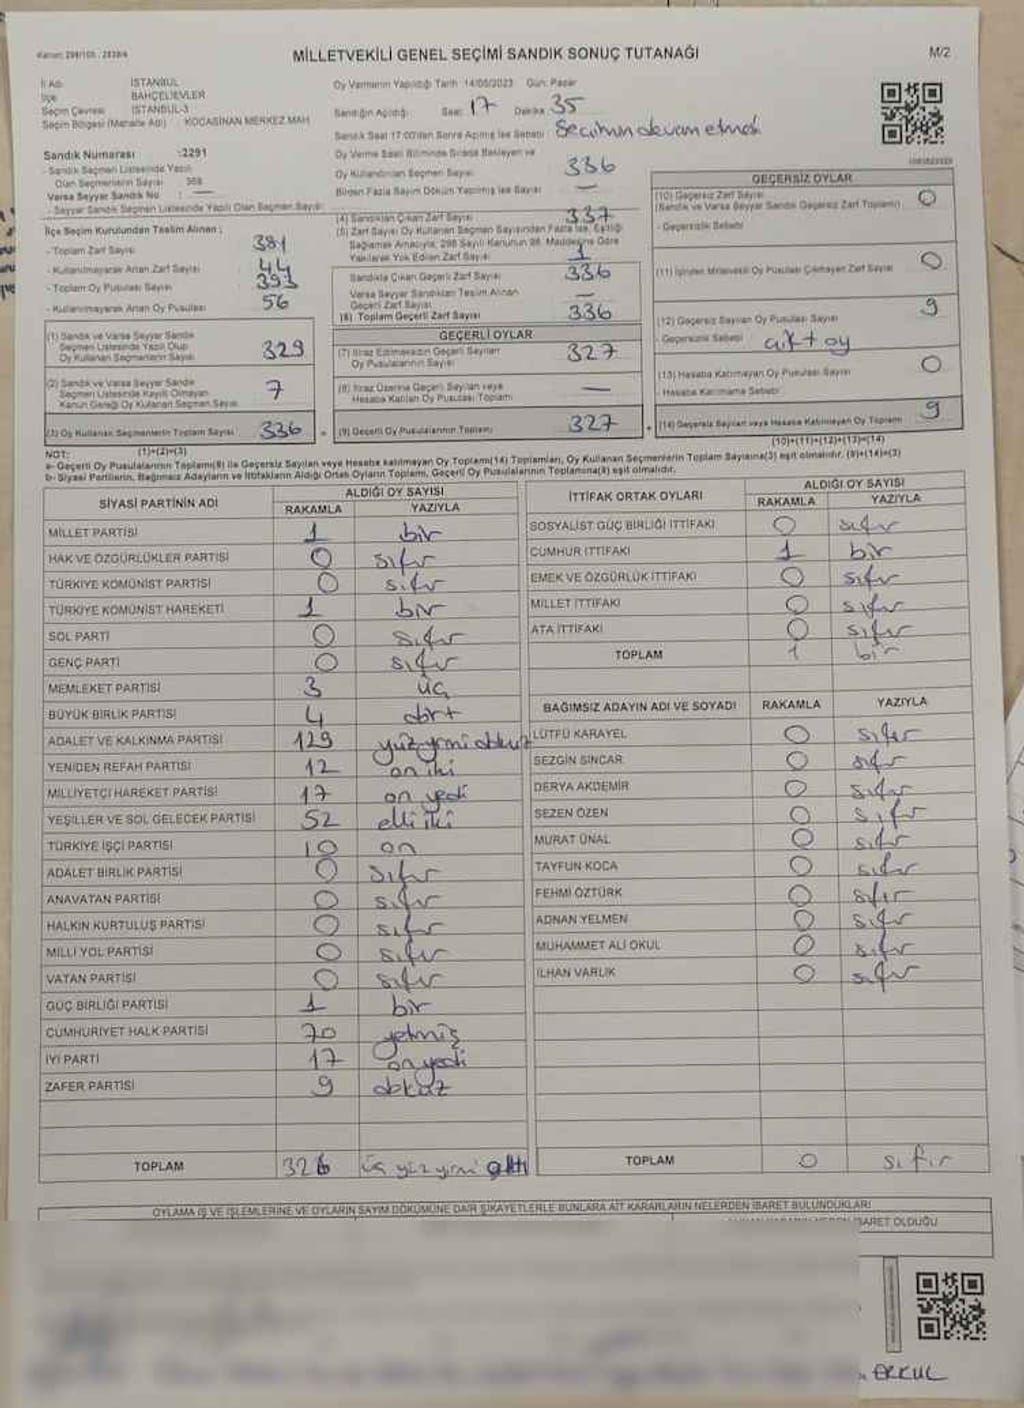 MİLLETVEKİLİ GENEL SEÇİMİ SANDIK SONUÇ TUTANAĞI
M/2
İl Adı : İSTANBUL
İlçe : BAHÇELİEVLER
Seçim Çevresi : İSTANBUL-3
Seçim Bölgesi (Mahalle Adı) : KOCASİNAN MERKEZ MAH
Sandık Numarası :2291
- Sandık Seçmen Listesinde Yazılı
Olan Seçmenlerin Sayısı 368
Varsa Seyyar Sandık No : —
- Seyyar Sandık Seçmen Listesinde Yazılı Olan Seçmen Sayısı:
Oy Vermenin Yapıldığı Tarih 14/05/2023 Gün: Pazar
Sandığın Açıldığı: Saat: 17 Dakika: 35
Sandık Saat 17:00'den Sonra Açılmış İse Sebebi : Seçimin devam etmesi
Oy Verme Saati Bitiminde Sırada Bekleyen ve
Oy Kullandırılan Seçmen Sayısı: 336
Birden Fazla Sayım Döküm Yapılmış İse Sayısı —
İlçe Seçim Kurulundan Teslim Alınan ;
- Toplam Zarf Sayısı : 381
- Kullanılmayarak Artan Zarf Sayısı : 44
- Toplam Oy Pusulası Sayısı : 393
- Kullanılmayarak Artan Oy Pusulası : 56
(1) Sandık ve Varsa Seyyar Sandık
Seçmen Listesinde Yazılı Olup
Oy Kullanan Seçmenlerin Sayısı 329
(2) Sandık ve Varsa Seyyar Sandık
Seçmen Listesinde Kayıtlı Olmayan
Kanun Gereği Oy Kullanan Seçmen Sayısı 7
(3) Oy Kullanan Seçmenlerin Toplam Sayısı 336
(1)+(2)=(3)
(4) Sandıktan Çıkan Zarf Sayısı 337
(5) Zarf Sayısı Oy Kullanan Seçmen Sayısından Fazla İse, Eşitliği
Sağlamak Amacıyla, 298 Sayılı Kanunun 98. Maddesine Göre
Yakılarak Yok Edilen Zarf Sayısı 1
Sandıkta Çıkan Geçerli Zarf Sayısı 336
Varsa Seyyar Sandıktan Teslim Alınan
Geçerli Zarf Sayısı —
(6) Toplam Geçerli Zarf Sayısı 336
GEÇERLİ OYLAR
(7) İtiraz Edilmeksizin Geçerli Sayılan
Oy Pusulalarının Sayısı 327
(8) İtiraz Üzerine Geçerli Sayılan veya
Hesaba Katılan Oy Pusulası Toplamı —
(9) Geçerli Oy Pusulalarının Toplamı 327
GEÇERSİZ OYLAR
(10) Geçersiz Zarf Sayısı
(Sandık ve Varsa Seyyar Sandık Geçersiz Zarf Toplamı) 0
- Geçersizlik Sebebi
(11) İçinden Milletvekili Oy Pusulası Çıkmayan Zarf Sayısı 0
(12) Geçersiz Sayılan Oy Pusulası Sayısı 9
- Geçersizlik Sebebi çift oy
(13) Hesaba Katılmayan Oy Pusulası Sayısı 0
- Hesaba Katılmama Sebebi
(14) Geçersiz Sayılan veya Hesaba Katılmayan Oy Toplamı 9
(10)+(11)+(12)+(13)=(14)
NOT:
a- Geçerli Oy Pusulalarının Toplamı(9) ile Geçersiz Sayılan veya Hesaba katılmayan Oy Toplamı(14) Toplamları, Oy Kullanan Seçmenlerin Toplam Sayısına(3) eşit olmalıdır. (9)+(14)=(3)
b- Siyasi Partilerin, Bağımsız Adayların ve İttifakların Aldığı Ortak Oyların Toplamı, Geçerli Oy Pusulalarının Toplamına(9) eşit olmalıdır.
SİYASİ PARTİNİN ADI ALDIĞI OY SAYISI
RAKAMLA YAZIYLA
MİLLET PARTİSİ 1 bir
HAK VE ÖZGÜRLÜKLER PARTİSİ 0 sıfır
TÜRKİYE KOMÜNİST PARTİSİ 0 sıfır
TÜRKİYE KOMÜNİST HAREKETİ 1 bir
SOL PARTİ 0 sıfır
GENÇ PARTİ 0 sıfır
MEMLEKET PARTİSİ 3 üç
BÜYÜK BİRLİK PARTİSİ 4 dört
ADALET VE KALKINMA PARTİSİ 129 yüzyirmi dokuz
YENİDEN REFAH PARTİSİ 12 on iki
MİLLİYETÇİ HAREKET PARTİSİ 17 on yedi
YEŞİLLER VE SOL GELECEK PARTİSİ 52 elli iki
TÜRKİYE İŞÇİ PARTİSİ 10 on
ADALET BİRLİK PARTİSİ 0 sıfır
ANAVATAN PARTİSİ 0 sıfır
HALKIN KURTULUŞ PARTİSİ 0 sıfır
MİLLİ YOL PARTİSİ 0 sıfır
VATAN PARTİSİ 0 sıfır
GÜÇ BİRLİĞİ PARTİSİ 1 bir
CUMHURİYET HALK PARTİSİ 70 yetmiş
İYİ PARTİ 17 on yedi
ZAFER PARTİSİ 9 dokuz
TOPLAM 326 üç yüz yirmi altı
İTTİFAK ORTAK OYLARI ALDIĞI OY SAYISI
RAKAMLA YAZIYLA
SOSYALİST GÜÇ BİRLİĞİ İTTİFAKI 0 sıfır
CUMHUR İTTİFAKI 1 bir
EMEK VE ÖZGÜRLÜK İTTİFAKI 0 sıfır
MİLLET İTTİFAKI 0 sıfır
ATA İTTİFAKI 0 sıfır
TOPLAM 1 bir
BAĞIMSIZ ADAYIN ADI VE SOYADI RAKAMLA YAZIYLA
LÜTFÜ KARAYEL 0 sıfır
SEZGİN SİNCAR 0 sıfır
DERYA AKDEMİR 0 sıfır
SEZEN ÖZEN 0 sıfır
MURAT ÜNAL 0 sıfır
TAYFUN KOCA 0 sıfır
FEHMİ ÖZTÜRK 0 sıfır
ADNAN YELMEN 0 sıfır
MUHAMMET ALİ OKUL 0 sıfır
İLHAN VARLIK 0 sıfır
TOPLAM 0 sıfır
OYLAMA İŞ VE İŞLEMLERİNE VE OYLARIN SAYIM DÖKÜMÜNE DAİR ŞİKAYETLERLE BUNLARA AİT KARARLARIN NELERDEN İBARET BULUNDUKLARI
İBARET OLDUĞU
ERKUL